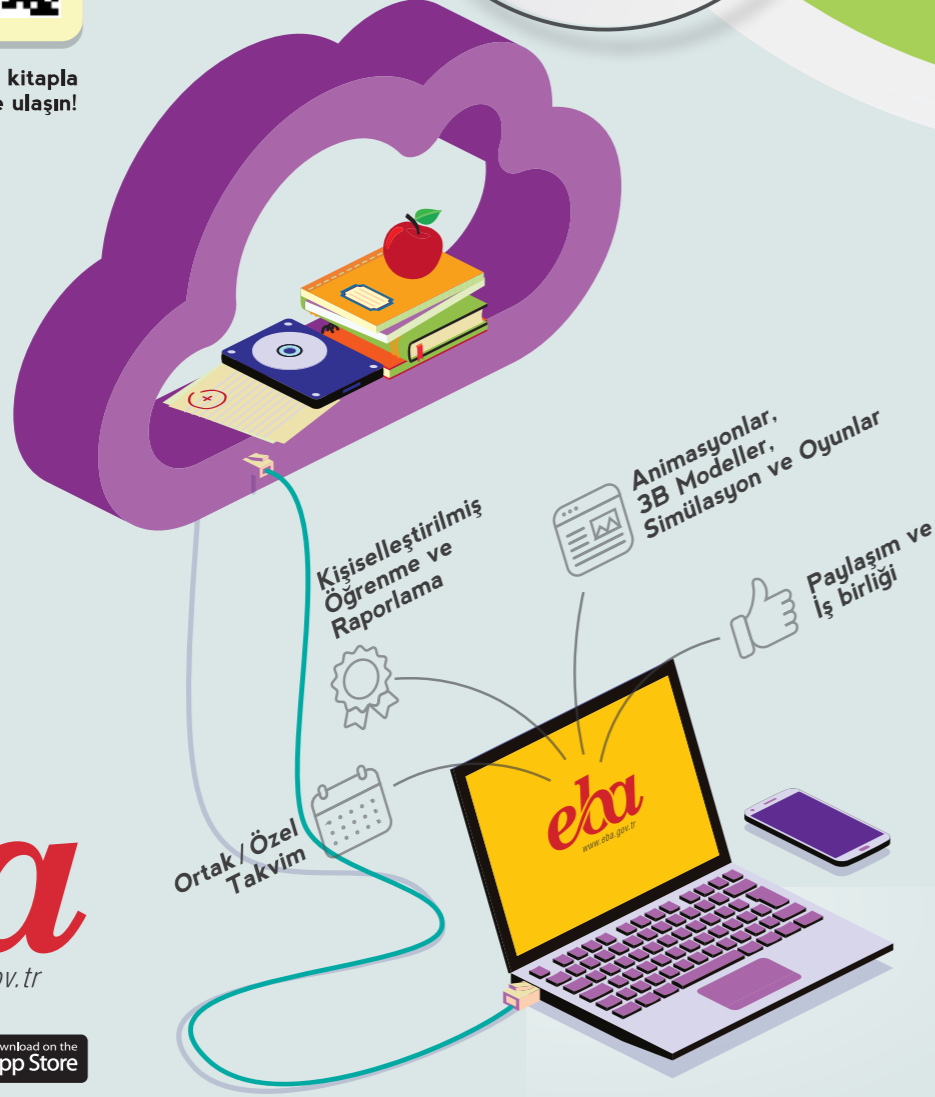 kitapla
ulaşın!
Animasyonlar,
3B Modeller,
Simülasyon ve Oyunlar
Kişiselleştirilmiş
Öğrenme ve
Raporlama
Paylaşım ve
İş birliği
Ortak / Özel
Takvim
eba
www.eba.gov.tr
a
ov.tr
wnload on the
pp Store